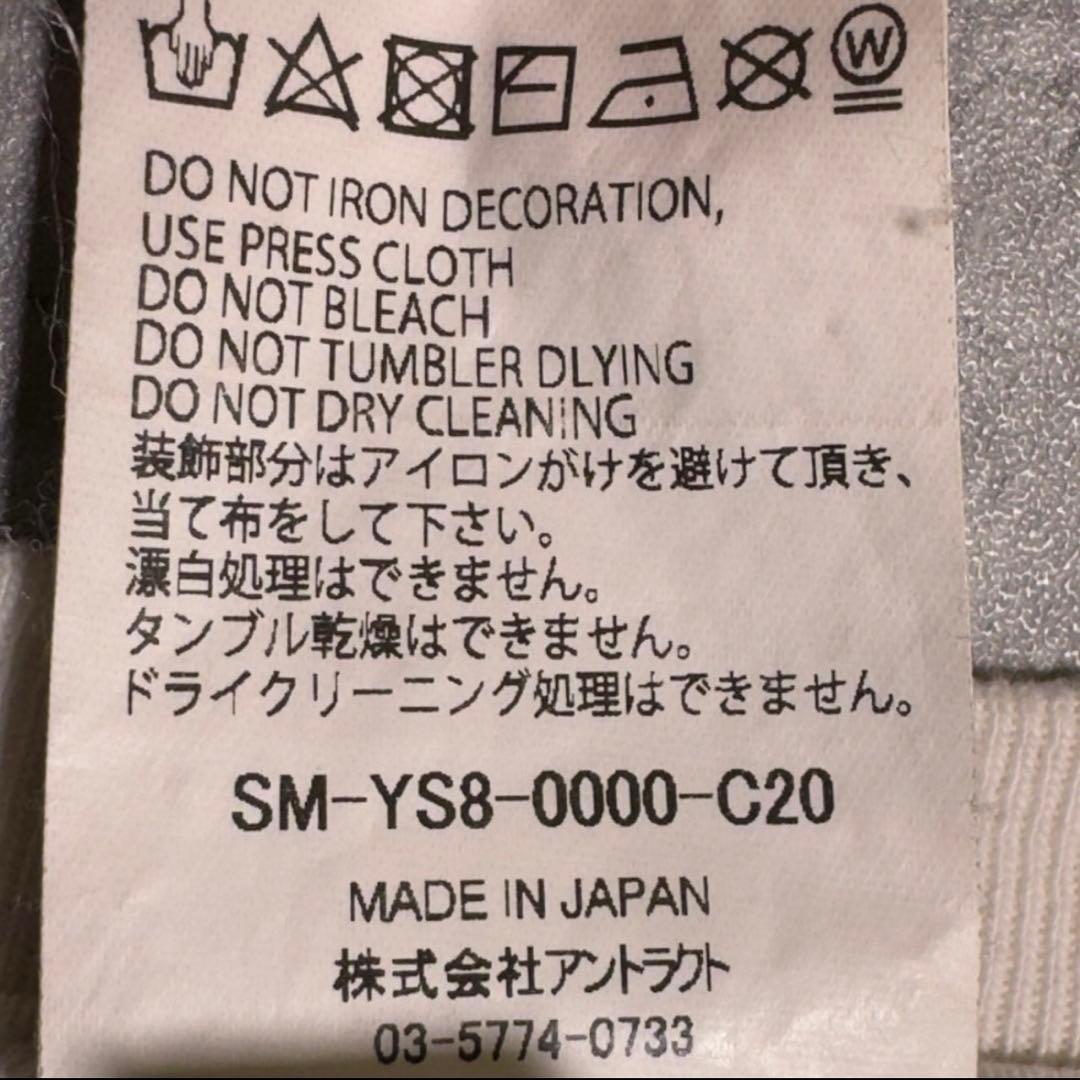 W
DO NOT IRON DECORATION,
USE PRESS CLOTH
DO NOT BLEACH
DO NOT TUMBLER DLYING
DO NOT DRY CLEANING
装飾部分はアイロンがけを避けて頂き、
当て布をして下さい。
漂白処理はできません。
タンブル乾燥はできません。
ドライクリーニング処理はできません。
SM-YS8-0000-C20
MADE IN JAPAN
株式会社アントラクト
03-5774-0733